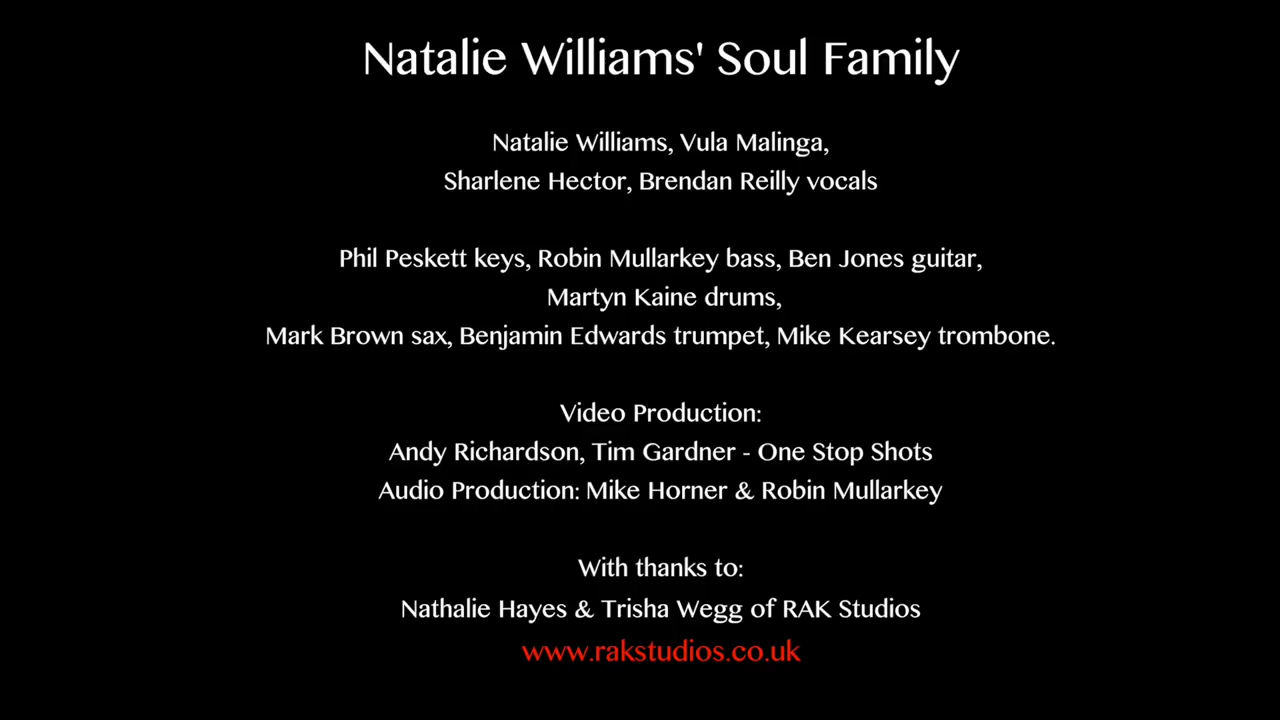 Natalie Williams' Soul Family
Natalie Williams, Vula Malinga,
Sharlene Hector, Brendan Reilly vocals
Phil Peskett keys, Robin Mullarkey bass, Ben Jones guitar,
Martyn Kaine drums,
Mark Brown sax, Benjamin Edwards trumpet, Mike Kearsey trombone.
Video Production:
Andy Richardson, Tim Gardner - One Stop Shots
Audio Production: Mike Horner & Robin Mullarkey
With thanks to:
Nathalie Hayes & Trisha Wegg of RAK Studios
www.rakstudios.co.uk